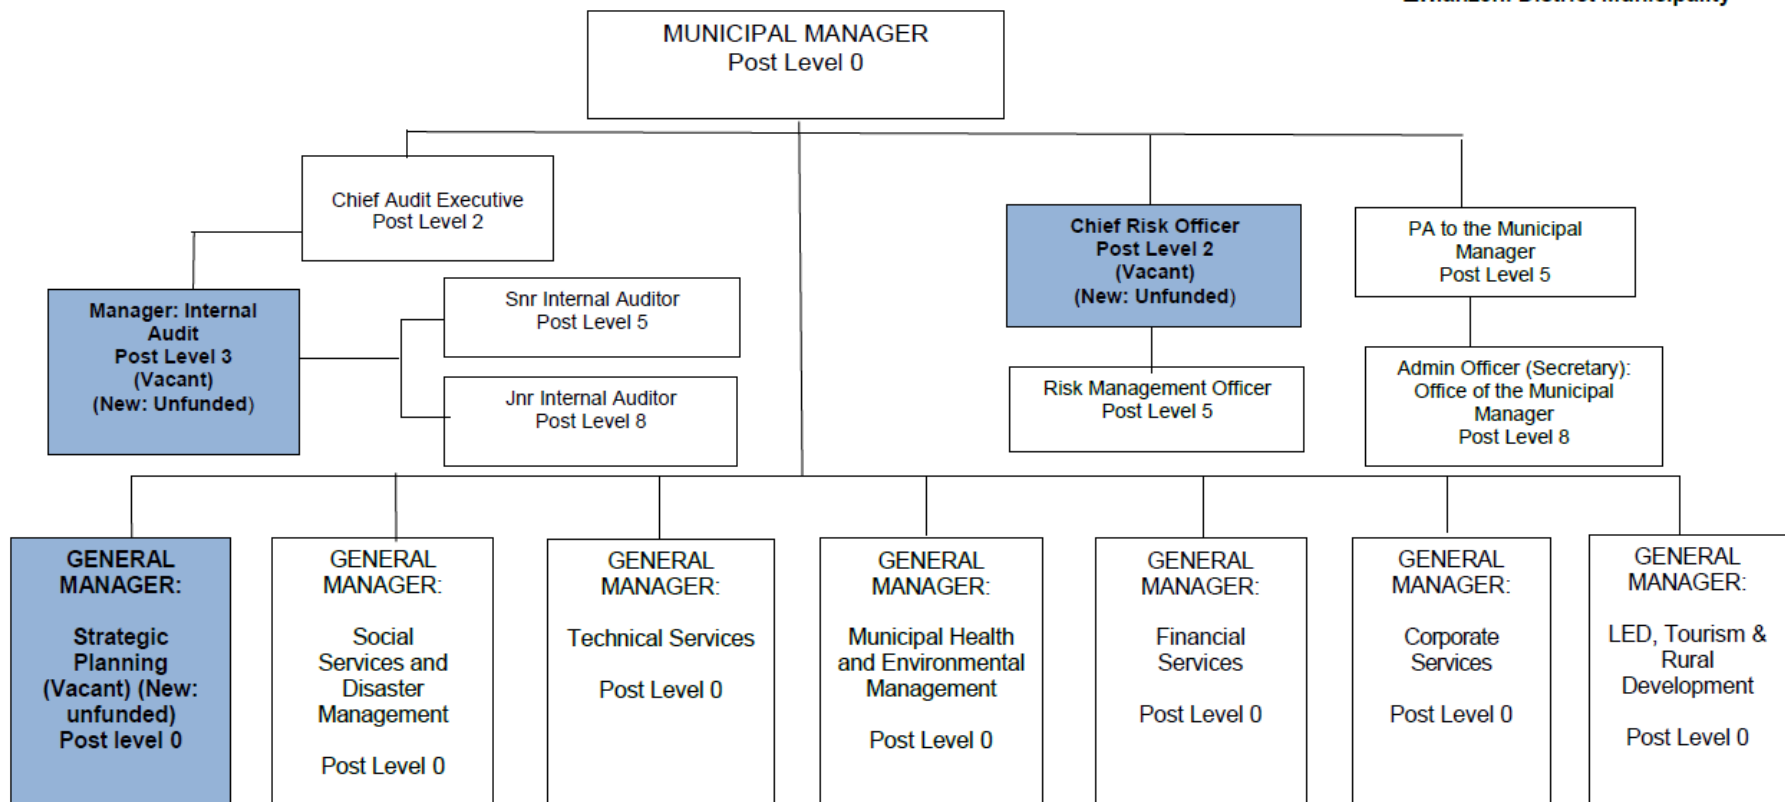 District Municipality
MUNICIPAL MANAGER
Post Level 0
Chief Audit Executive
Post Level 2
Chief Risk Officer
Post Level 2
(Vacant)
(New: Unfunded)
PA to the Municipal
Manager
Post Level 5
Manager: Internal
Audit
Post Level 3
(Vacant)
(New: Unfunded)
Snr Internal Auditor
Post Level 5
Jnr Internal Auditor
Post Level 8
Risk Management Officer
Post Level 5
Admin Officer (Secretary):
Office of the Municipal
Manager
Post Level 8
GENERAL
MANAGER:
Strategic
Planning
(Vacant) (New:
unfunded)
Post level 0
GENERAL
MANAGER:
Social
Services and
Disaster
Management
Post Level 0
GENERAL
MANAGER:
Technical Services
Post Level 0
GENERAL
MANAGER:
Municipal Health
and Environmental
Management
Post Level 0
GENERAL
MANAGER:
Financial
Services
Post Level 0
GENERAL
MANAGER:
Corporate
Services
Post Level 0
GENERAL
MANAGER:
LED, Tourism &
Rural
Development
Post Level 0